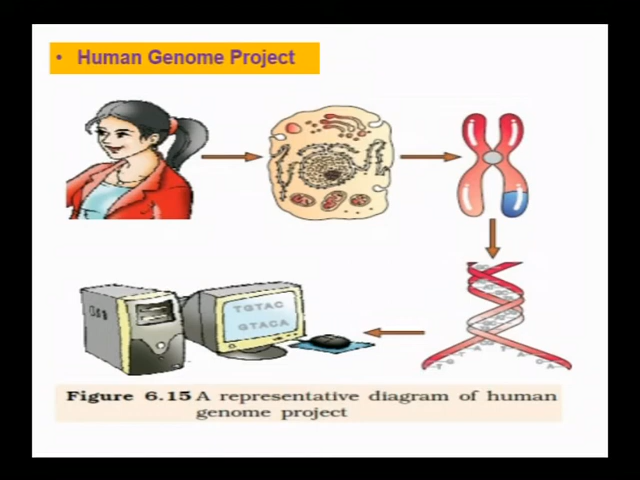 • Human Genome Project
TGTAC
GTACA
Figure 6.15 A representative diagram of human
genome project